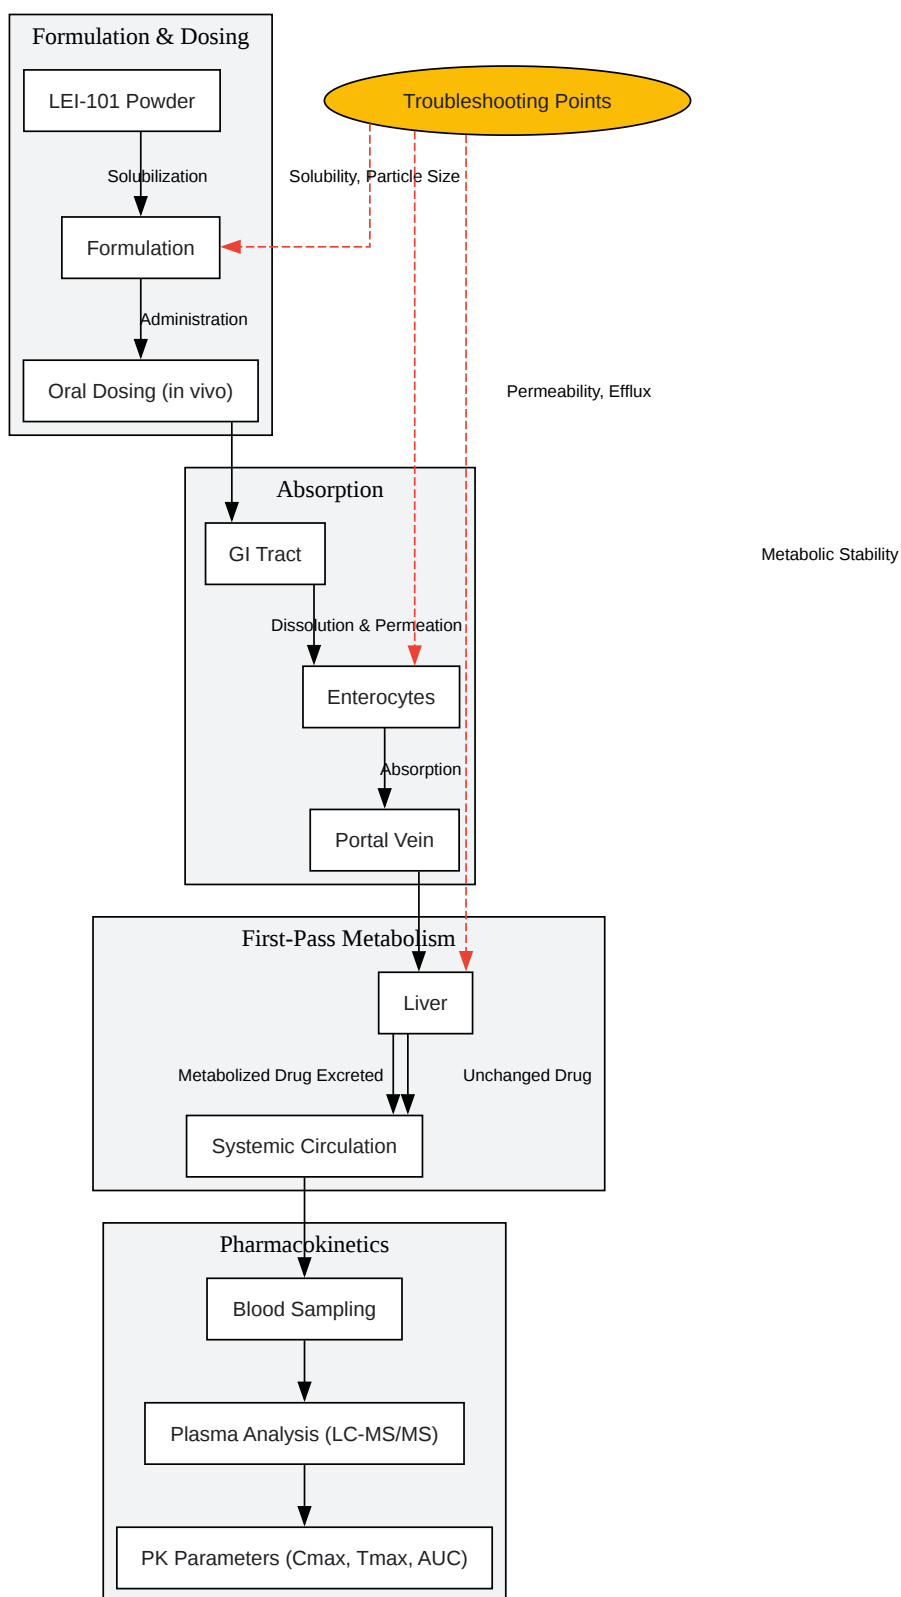 Formulation & Dosing
LEI-101 Powder
Troubleshooting Points
Solubilization
Solubility, Particle Size
Formulation
Administration
Oral Dosing (in vivo)
Permeability, Efflux
Absorption
GI Tract
Metabolic Stability
Dissolution & Permeation
Enterocytes
Absorption
Portal Vein
First-Pass Metabolism
Liver
Metabolized Drug Excreted
Unchanged Drug
Systemic Circulation
Pharmacokinetics
Blood Sampling
Plasma Analysis (LC-MS/MS)
PK Parameters (Cmax, Tmax, AUC)